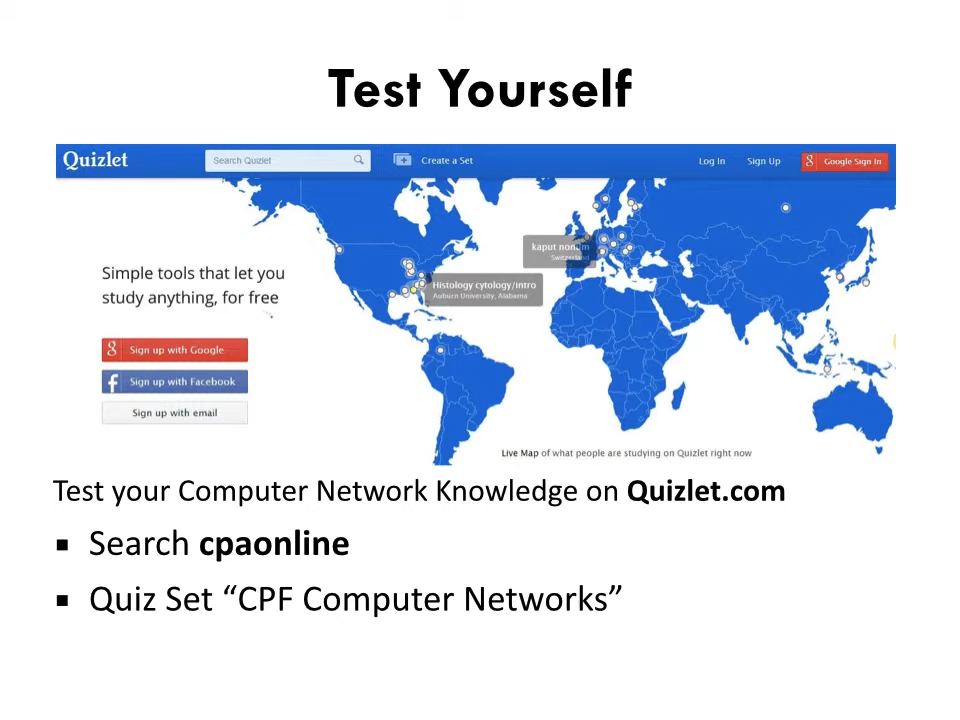 Test Yourself
Quizlet
Search Quizlet
Create a Set
Log In
Sign Up
Google Sign In
kaput nondum
Switzerland
Simple tools that let you
study anything, for free
Histology cytology/intro
Auburn University, Alabama
Sign up with Google
Sign up with Facebook
Sign up with email
Live Map of what people are studying on Quizlet right now
Test your Computer Network Knowledge on Quizlet.com
▪ Search cpaonline
▪ Quiz Set “CPF Computer Networks”